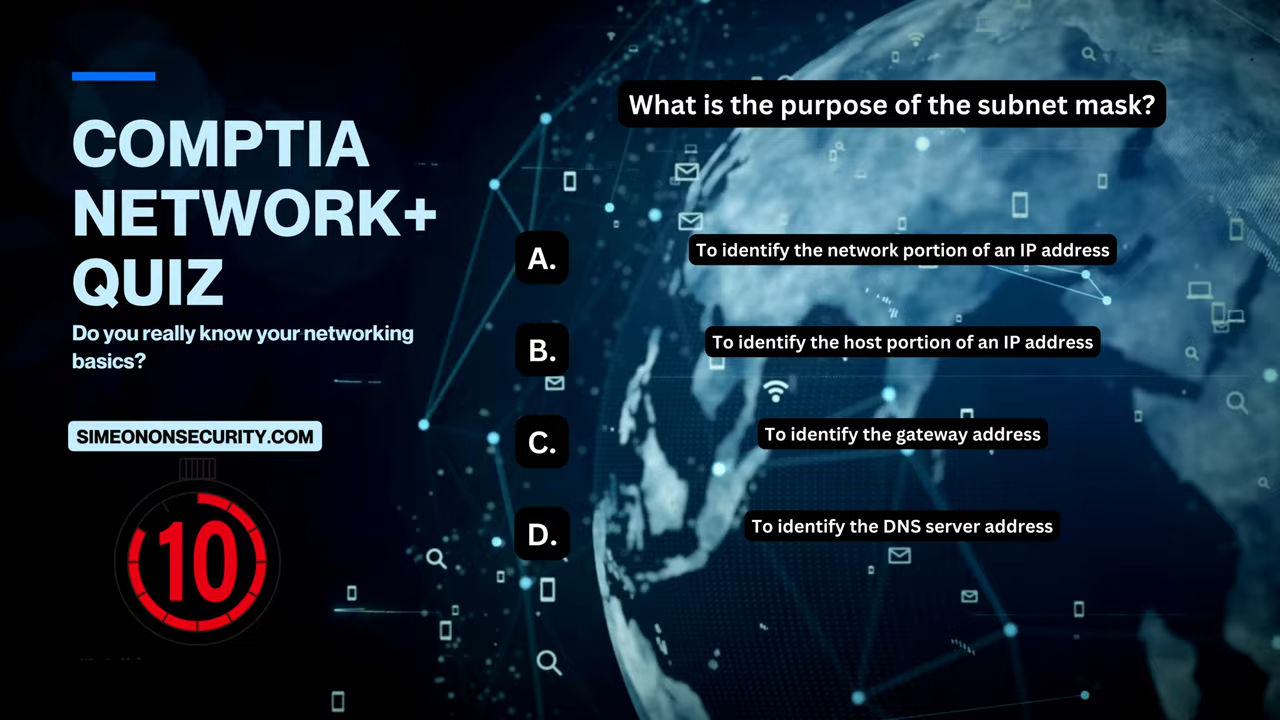 COMPTIA
NETWORK+
QUIZ
Do you really know your networking
basics?
SIMEONONSECURITY.COM
10
What is the purpose of the subnet mask?
A. To identify the network portion of an IP address
B. To identify the host portion of an IP address
C. To identify the gateway address
D. To identify the DNS server address